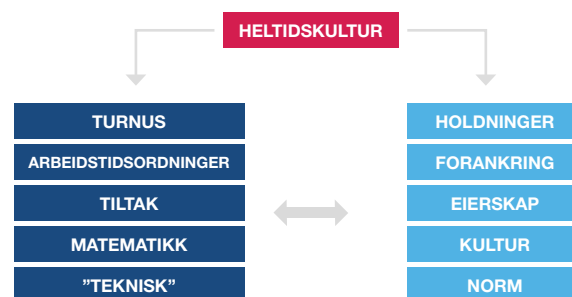 HELTIDSKULTUR
TURNUS
ARBEIDSTIDSORDNINGER
TILTAK
MATEMATIKK
”TEKNISK”
HOLDNINGER
FORANKRING
EIERSKAP
KULTUR
NORM